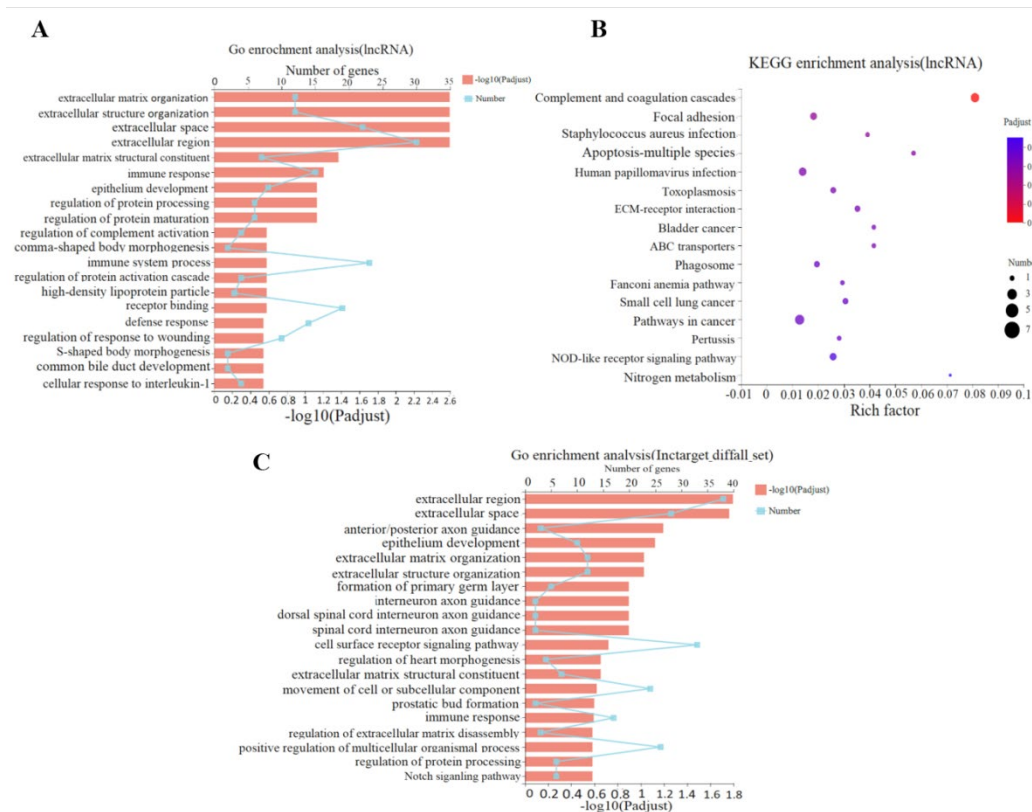 A
Go enrochment analysis(lncRNA)
Number of genes
0 5 10 15 20 25 30 35
-log10(Padjust)
Number
extracellular matrix organization
extracellular structure organization
extracellular space
extracellular region
extracellular matrix structural constituent
immune response
epithelium development
regulation of protein processing
regulation of protein maturation
regulation of complement activation
comma-shaped body morphogenesis
immune system process
regulation of protein activation cascade
high-density lipoprotein particle
receptor binding
defense response
regulation of response to wounding
S-shaped body morphogenesis
common bile duct development
cellular response to interleukin-1
0 0.2 0.4 0.6 0.8 1 1.2 1.4 1.6 1.8 2 2.2 2.4 2.6
-log10(Padjust)
B
KEGG enrichment analysis(lncRNA)
Complement and coagulation cascades
Focal adhesion
Staphylococcus aureus infection
Apoptosis-multiple species
Human papillomavirus infection
Toxoplasmosis
ECM-receptor interaction
Bladder cancer
ABC transporters
Phagosome
Fanconi anemia pathway
Small cell lung cancer
Pathways in cancer
Pertussis
NOD-like receptor signaling pathway
Nitrogen metabolism
-0.01 0 0.01 0.02 0.03 0.04 0.05 0.06 0.07 0.08 0.09 0.1
Rich factor
Padjust
0.
0.
0.
0.
0.
Numbe
1
3
5
7
C
Go enrichment analysis(lnctarget_diffall_set)
Number of genes
0 5 10 15 20 25 30 35 40
-log10(Padjust)
Number
extracellular region
extracellular space
anterior/posterior axon guidance
epithelium development
extracellular matrix organization
extracellular structure organization
formation of primary germ layer
interneuron axon guidance
dorsal spinal cord interneuron axon guidance
spinal cord interneuron axon guidance
cell surface receptor signaling pathway
regulation of heart morphogenesis
extracellular matrix structural constituent
movement of cell or subcellular component
prostatic bud formation
immune response
regulation of extracellular matrix disassembly
positive regulation of multicellular organismal process
regulation of protein processing
Notch siganling pathway
0 0.2 0.4 0.6 0.8 1 1.2 1.4 1.6 1.8
-log10(Padjust)